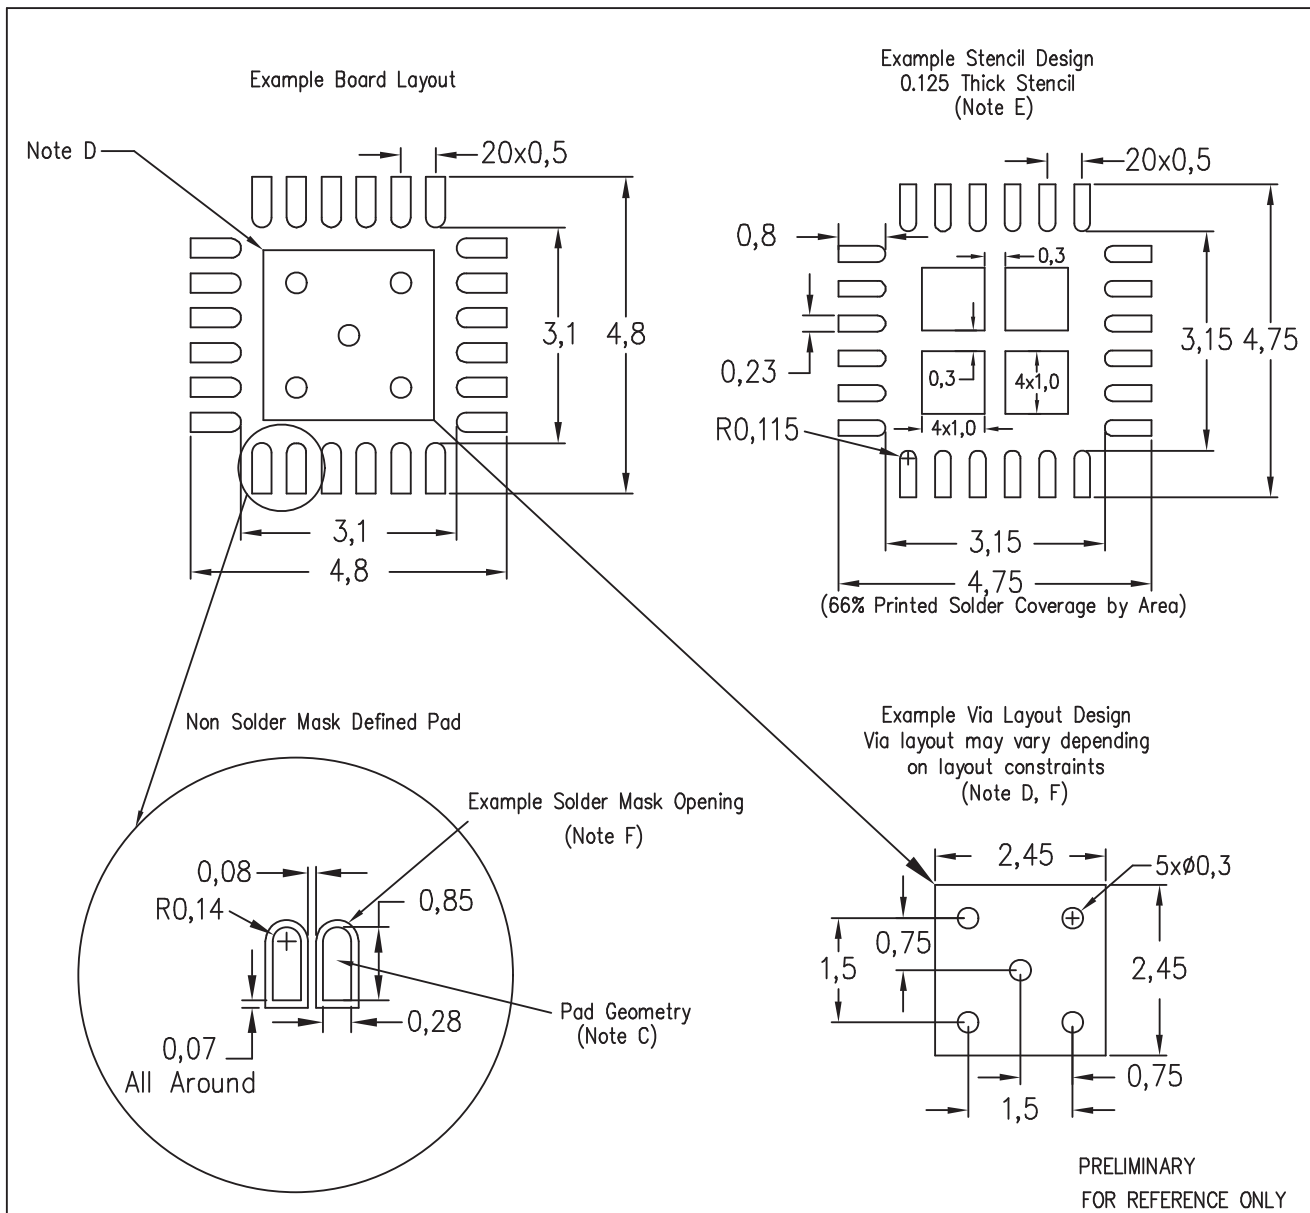 Example Board Layout
Note D
20x0,5
3,1
4,8
3,1
4,8
Example Stencil Design
0.125 Thick Stencil
(Note E)
20x0,5
0,8
0,3
0,23
0,3
4x1,0
4x1,0
R0,115
3,15
4,75
3,15
4,75
(66% Printed Solder Coverage by Area)
Non Solder Mask Defined Pad
Example Solder Mask Opening
(Note F)
0,08
R0,14
0,85
0,28
0,07
All Around
Pad Geometry
(Note C)
Example Via Layout Design
Via layout may vary depending
on layout constraints
(Note D, F)
2,45
5xø0,3
0,75
1,5
2,45
0,75
1,5
PRELIMINARY
FOR REFERENCE ONLY